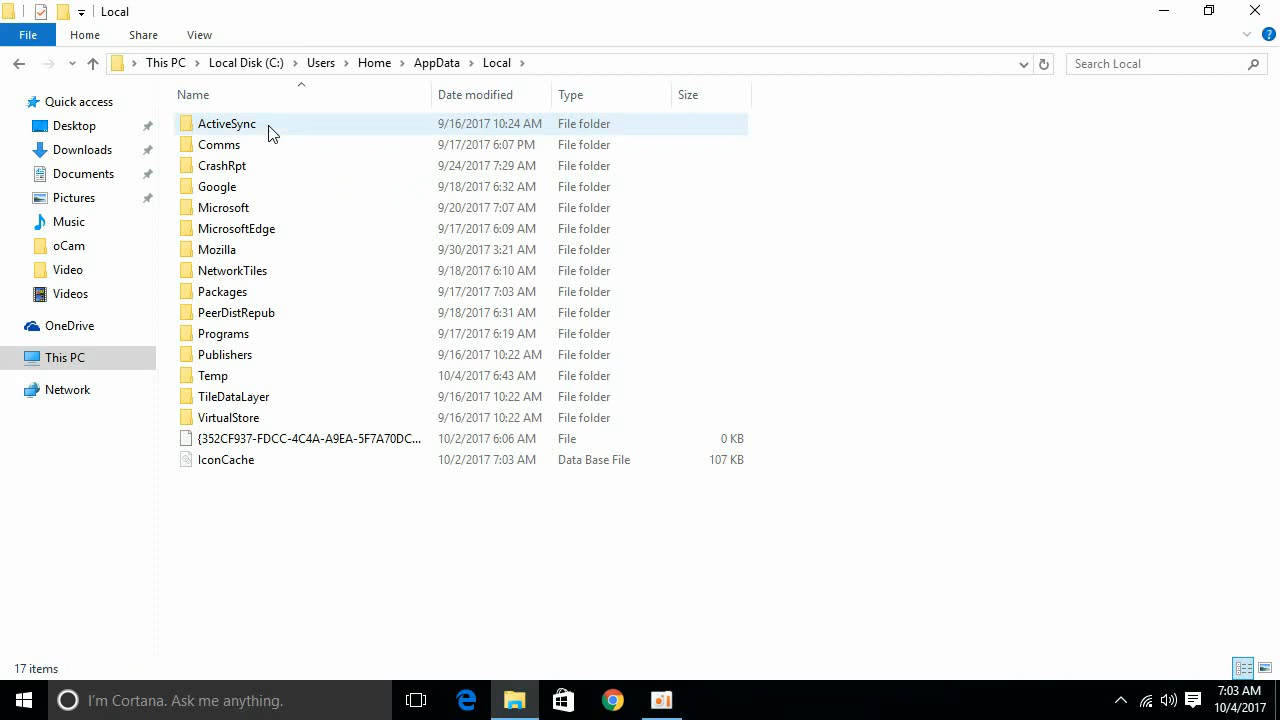 Local
File Home Share View
This PC Local Disk (C:) Users Home AppData Local
Search Local
Name Date modified Type Size
Quick access
Desktop
Downloads
Documents
Pictures
Music
oCam
Video
Videos
OneDrive
This PC
Network
ActiveSync 9/16/2017 10:24 AM File folder
Comms 9/17/2017 6:07 PM File folder
CrashRpt 9/24/2017 7:29 AM File folder
Google 9/18/2017 6:32 AM File folder
Microsoft 9/20/2017 7:07 AM File folder
MicrosoftEdge 9/17/2017 6:09 AM File folder
Mozilla 9/30/2017 3:21 AM File folder
NetworkTiles 9/18/2017 6:10 AM File folder
Packages 9/17/2017 7:03 AM File folder
PeerDistRepub 9/18/2017 6:31 AM File folder
Programs 9/17/2017 6:19 AM File folder
Publishers 9/16/2017 10:22 AM File folder
Temp 10/4/2017 6:43 AM File folder
TileDataLayer 9/16/2017 10:22 AM File folder
VirtualStore 9/16/2017 10:22 AM File folder
{352CF937-FDCC-4C4A-A9EA-5F7A70DC... 10/2/2017 6:06 AM File 0 KB
IconCache 10/2/2017 7:03 AM Data Base File 107 KB
17 items
I'm Cortana. Ask me anything.
7:03 AM
10/4/2017